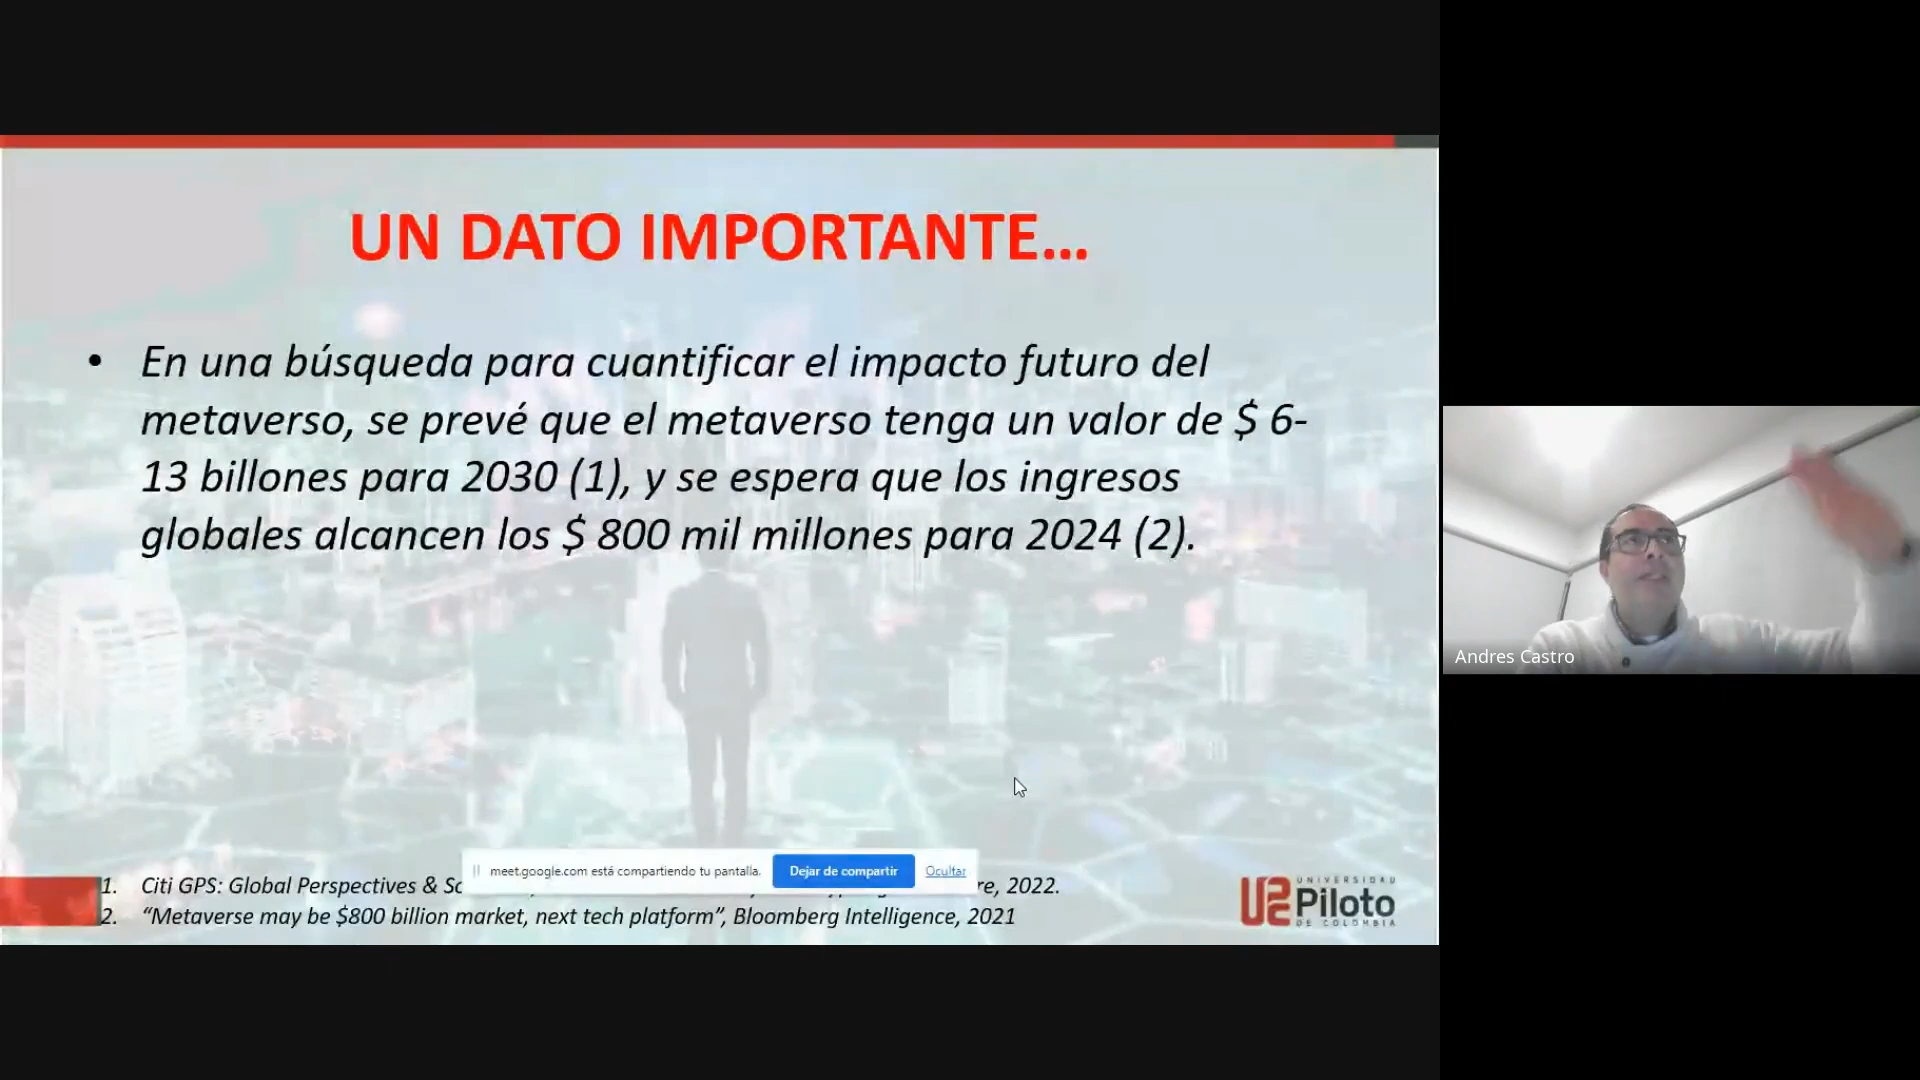 UN DATO IMPORTANTE...
• En una búsqueda para cuantificar el impacto futuro del
metaverso, se prevé que el metaverso tenga un valor de $ 6-
13 billones para 2030 (1), y se espera que los ingresos
globales alcancen los $ 800 mil millones para 2024 (2).
meet.google.com está compartiendo tu pantalla.
Dejar de compartir
Ocultar
1. Citi GPS: Global Perspectives & 2022.
2. “Metaverse may be $800 billion market, next tech platform”, Bloomberg Intelligence, 2021
UNIVERSIDAD
Piloto
DE COLOMBIA
Andres Castro